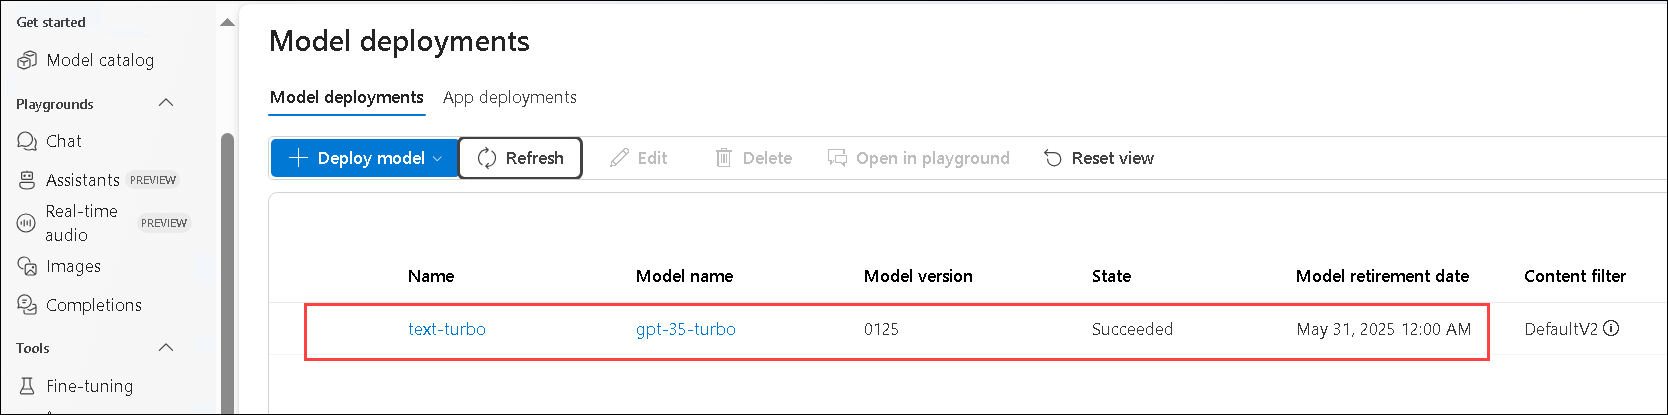 Get started
Model catalog
Playgrounds
Chat
Assistants PREVIEW
Real-time
audio PREVIEW
Images
Completions
Tools
Fine-tuning
Model deployments
Model deployments App deployments
Deploy model Refresh Edit Delete Open in playground Reset view
Name Model name Model version State Model retirement date Content filter
text-turbo gpt-35-turbo 0125 Succeeded May 31, 2025 12:00 AM DefaultV2